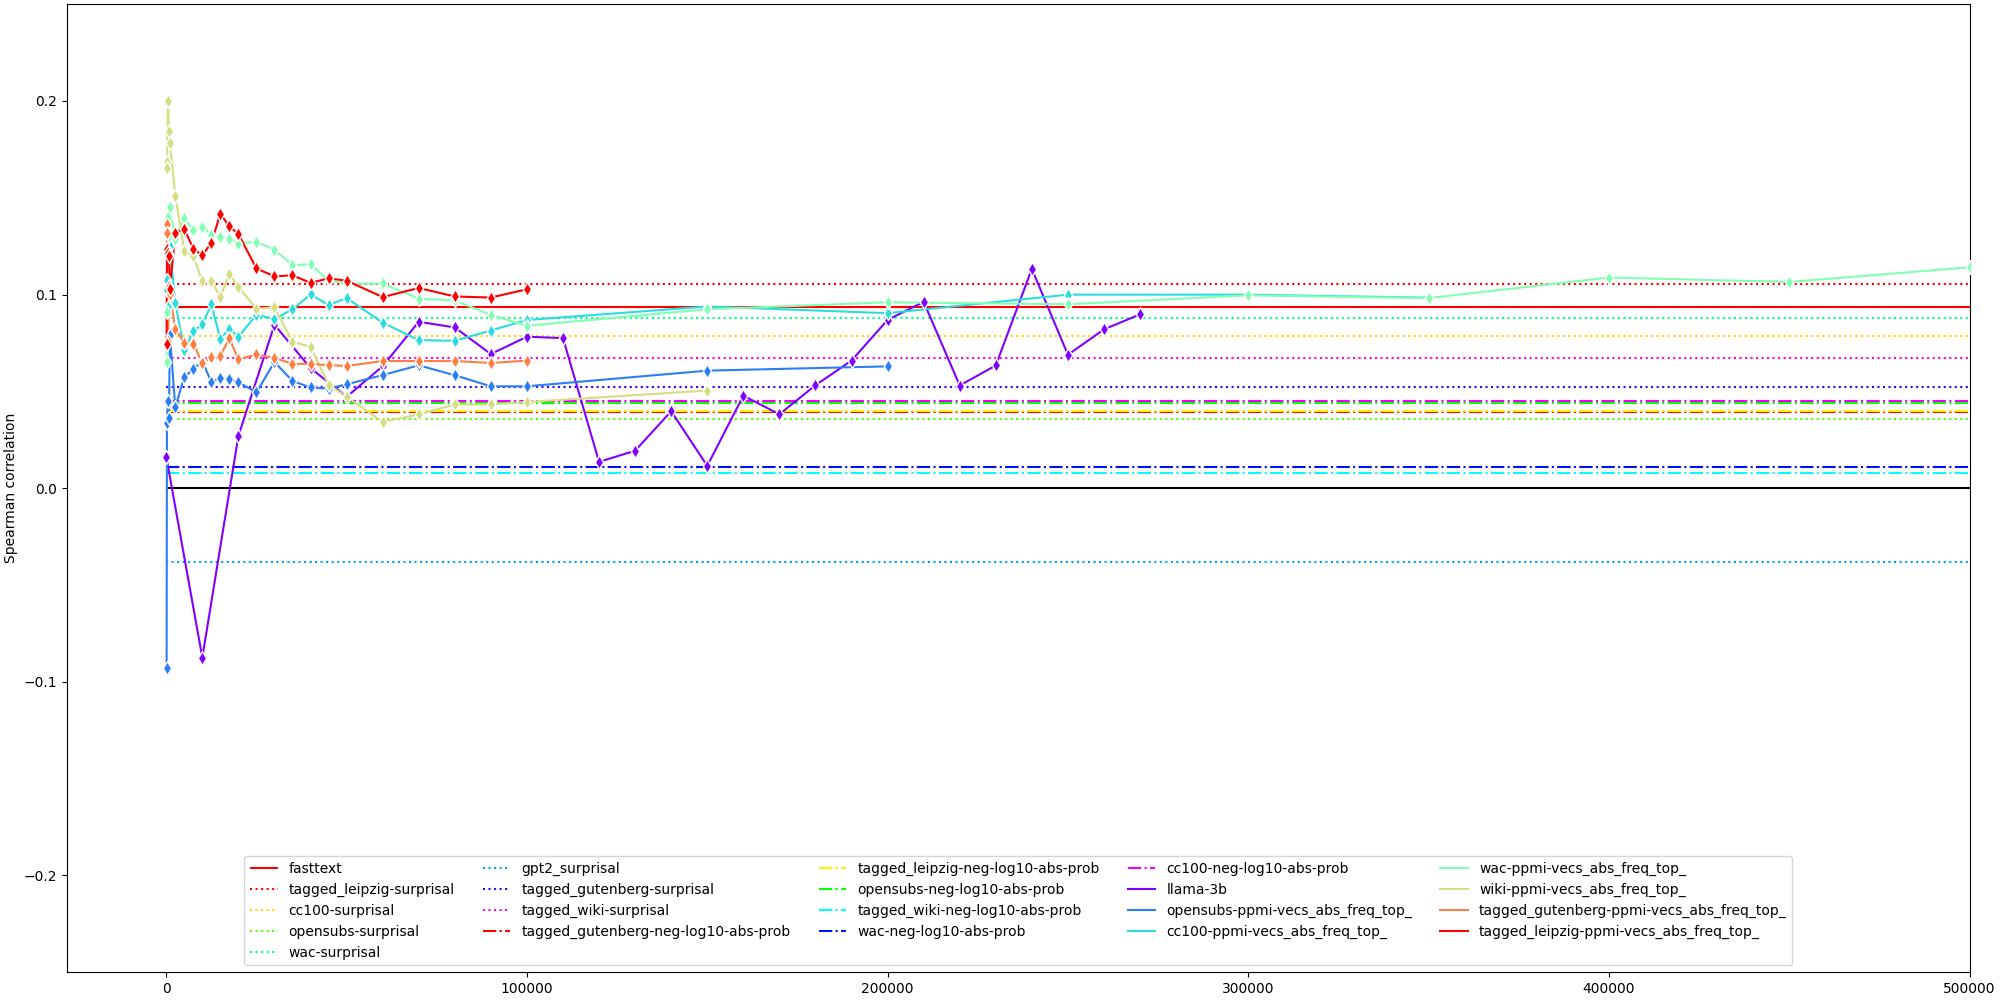 0.2
0.1
0.0
−0.1
−0.2
Spearman correlation
fasttext
tagged_leipzig-surprisal
cc100-surprisal
opensubs-surprisal
wac-surprisal
gpt2_surprisal
tagged_gutenberg-surprisal
tagged_wiki-surprisal
tagged_gutenberg-neg-log10-abs-prob
tagged_leipzig-neg-log10-abs-prob
opensubs-neg-log10-abs-prob
tagged_wiki-neg-log10-abs-prob
wac-neg-log10-abs-prob
cc100-neg-log10-abs-prob
llama-3b
opensubs-ppmi-vecs_abs_freq_top_
cc100-ppmi-vecs_abs_freq_top_
wac-ppmi-vecs_abs_freq_top_
wiki-ppmi-vecs_abs_freq_top_
tagged_gutenberg-ppmi-vecs_abs_freq_top_
tagged_leipzig-ppmi-vecs_abs_freq_top_
0 100000 200000 300000 400000 500000